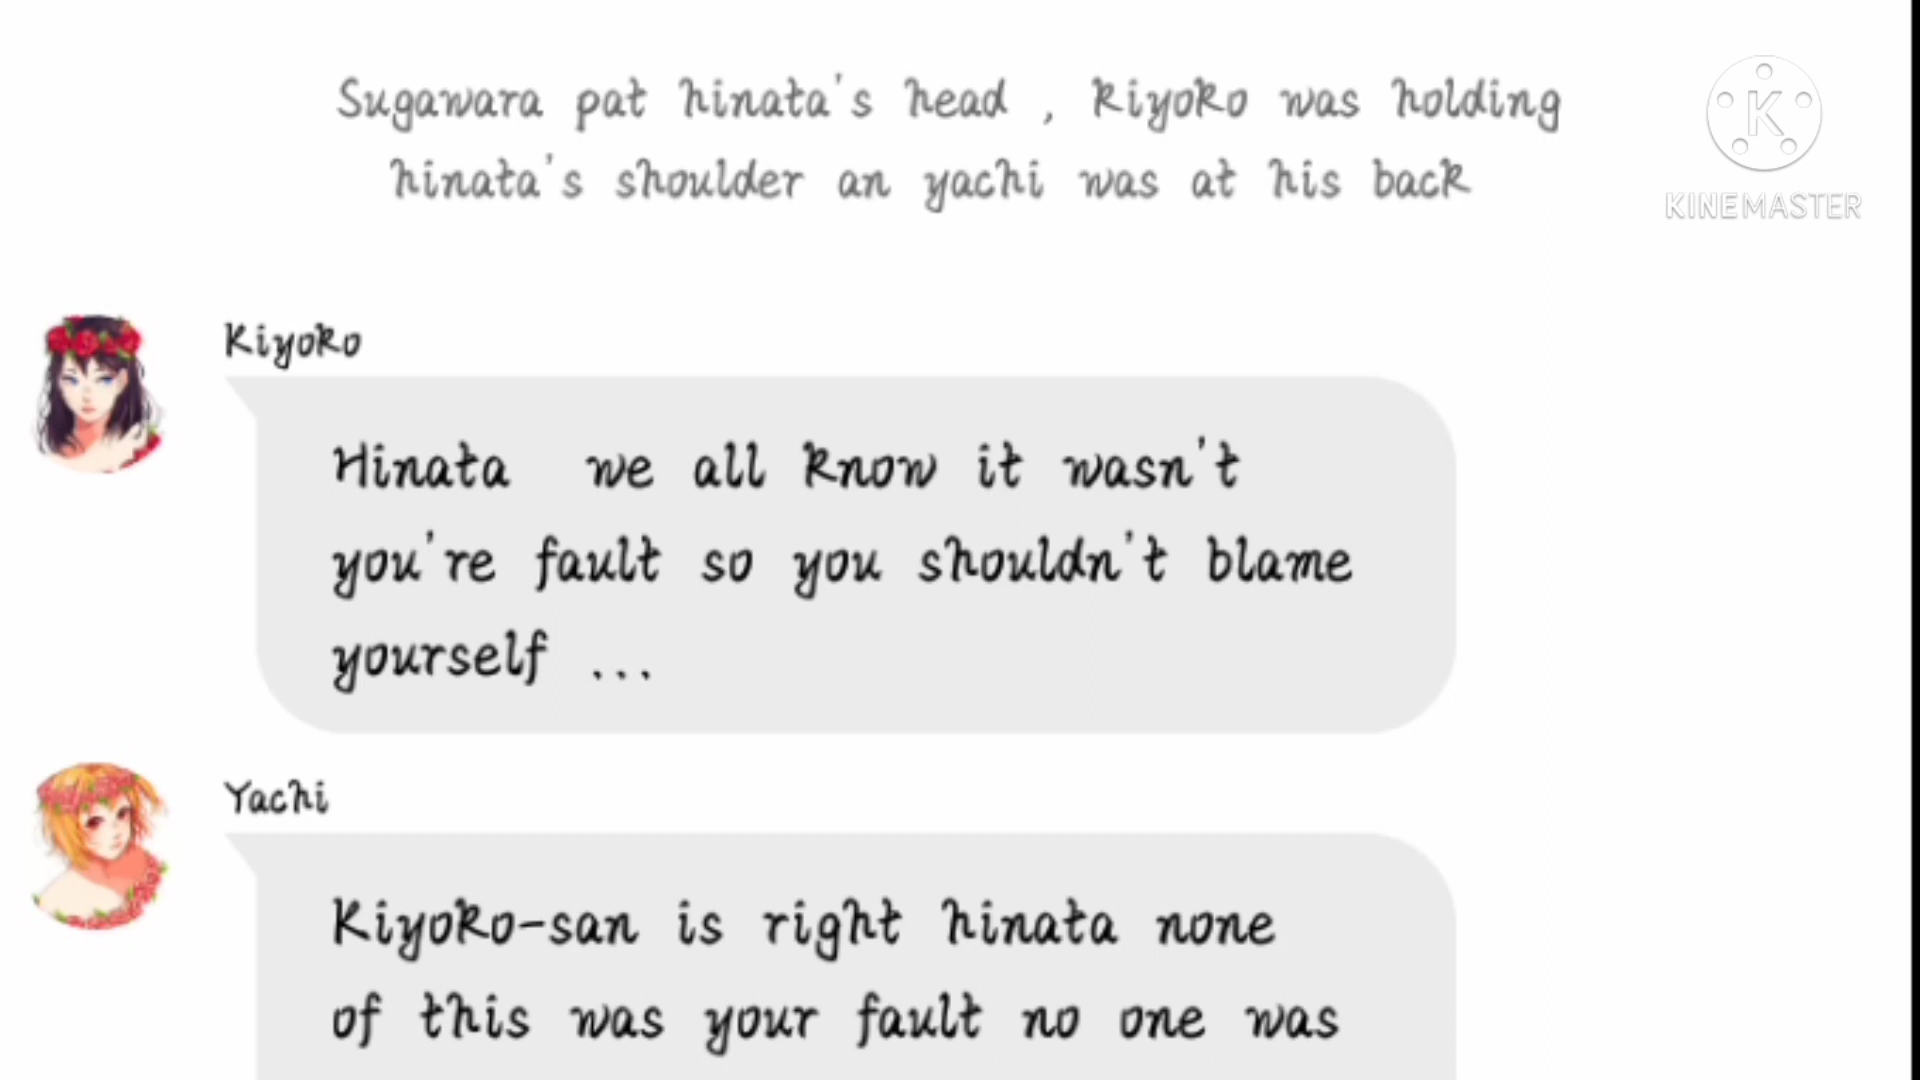 Sugawara pat hinata's head , kiyoko was holding
hinata's shoulder an yachi was at his back
KINEMASTER
Kiyoko
Hinata we all know it wasn't
you're fault so you shouldn't blame
yourself ...
Yachi
Kiyoko-san is right hinata none
of this was your fault no one was